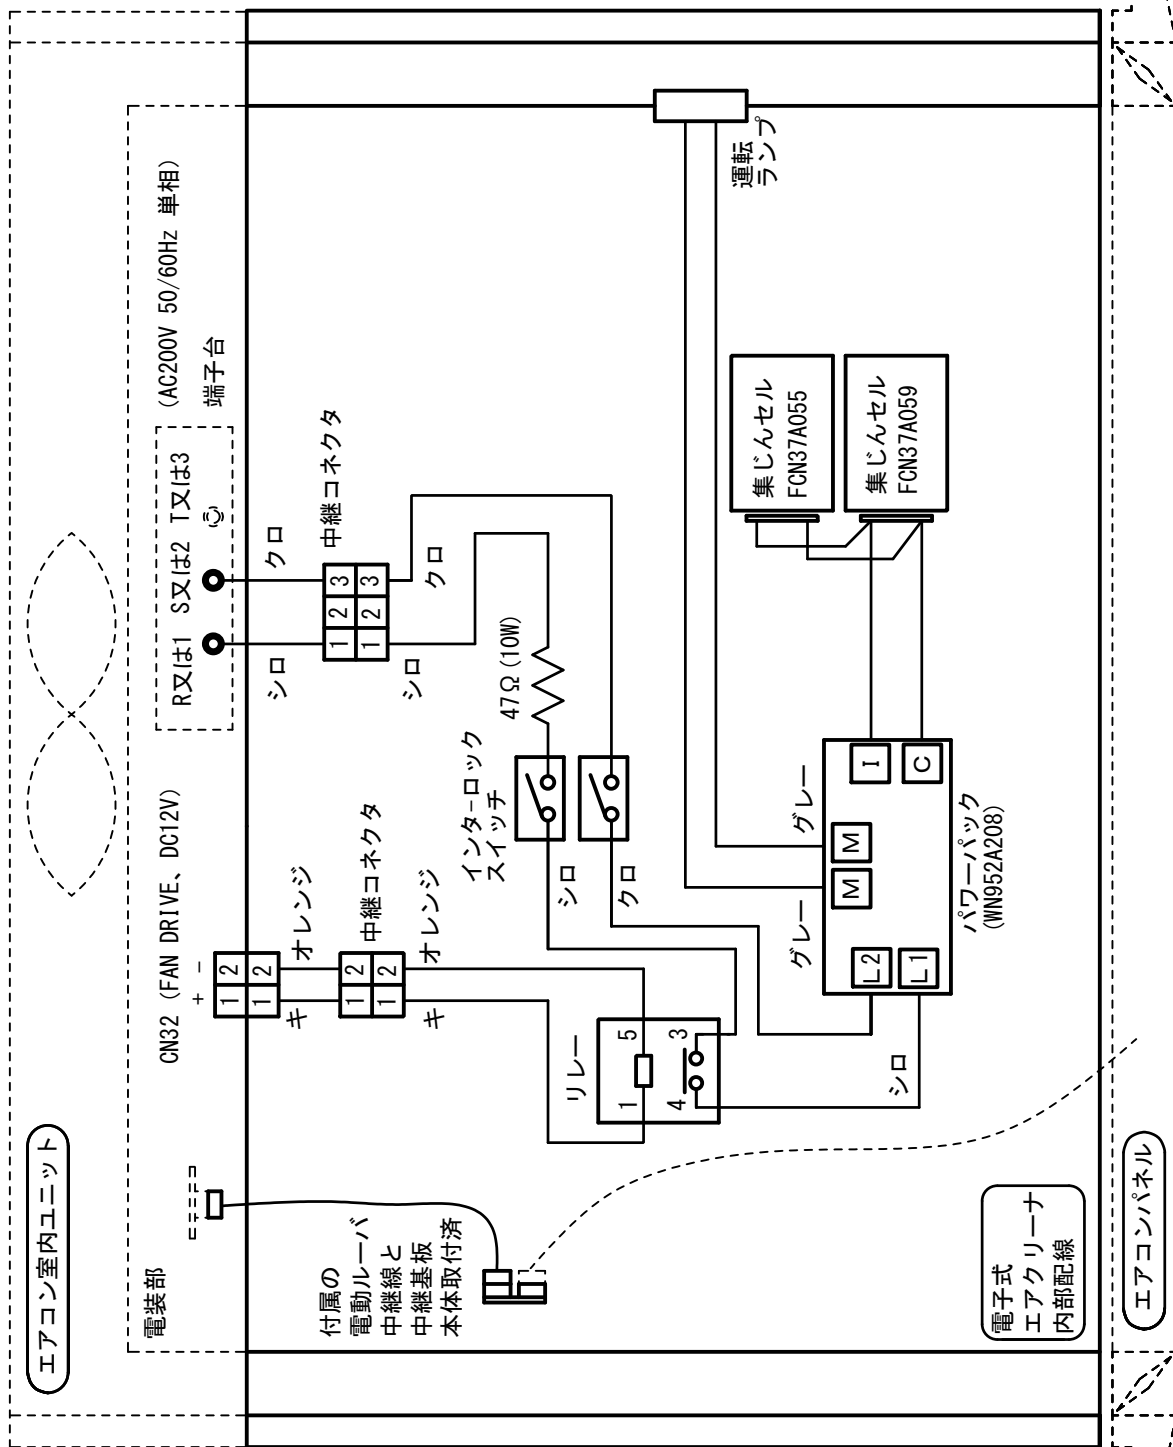 エアコン室内ユニット
電装部
CN32 (FAN DRIVE、DC12V)
(AC200V 50/60Hz 単相)
端子台
R又は1 S又は2 T又は3
+ -
1 2
1 2
キ
オレンジ
中継コネクタ
1 2
1 2
キ
オレンジ
シロ
クロ
中継コネクタ
1 2 3
1 2 3
シロ
クロ
付属の
電動ルーバ
中継線と
中継基板
本体取付済
インターロック
スイッチ
47Ω (10W)
シロ
クロ
リレー
1 5
4 3
シロ
グレー
グレー
L2
L1
M
M
I
C
パワーパック
(WN952A208)
集じんセル
FCN37A055
集じんセル
FCN37A059
運転
ランプ
電子式
エアクリーナ
内部配線
エアコンパネル